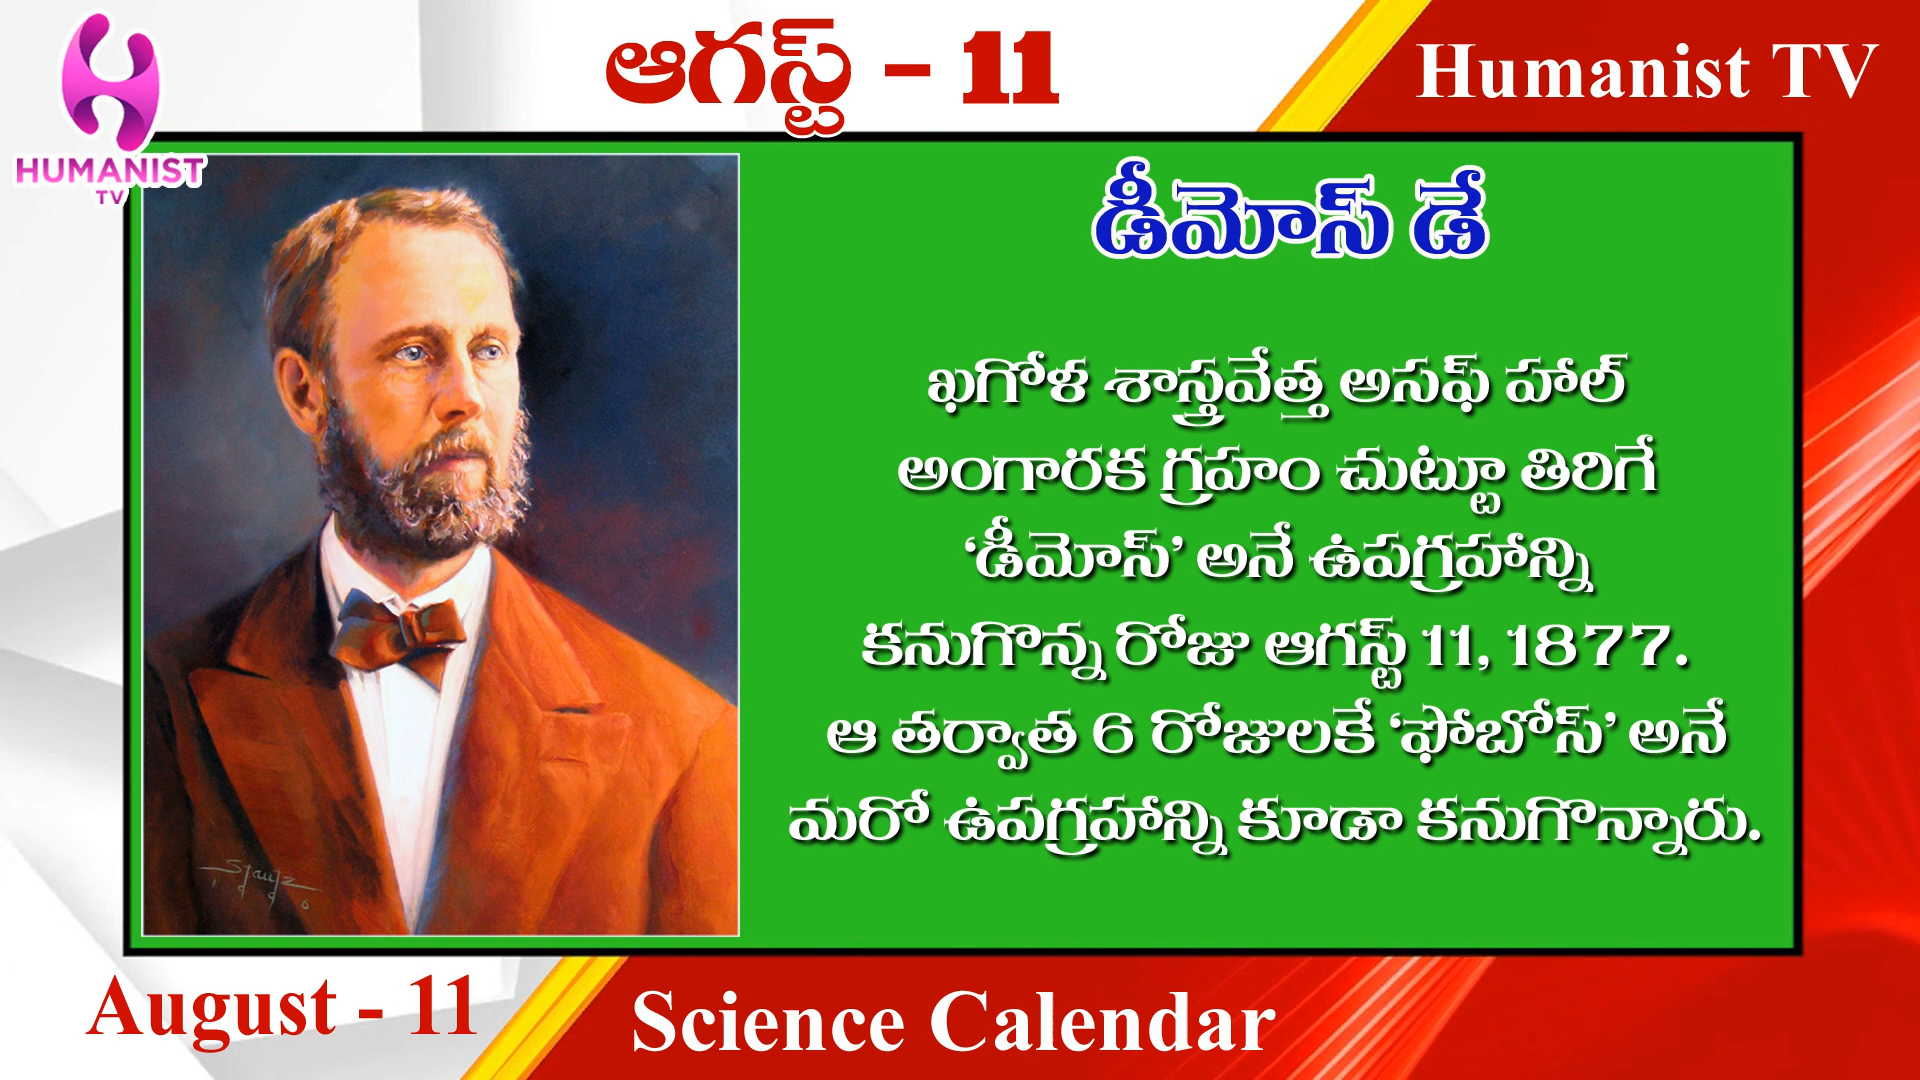 HUMANIST
TV
ఆగస్ట్ – 11
Humanist TV
డీమోస్ డే
ఖగోళ శాస్త్రవేత్త అసఫ్ హాల్
అంగారక గ్రహం చుట్టూ తిరిగే
‘డీమోస్’ అనే ఉపగ్రహాన్ని
కనుగొన్న రోజు ఆగస్ట్ 11, 1877.
ఆ తర్వాత 6 రోజులకే ‘ఫోబోస్’ అనే
మరో ఉపగ్రహాన్ని కూడా కనుగొన్నారు.
August - 11
Science Calendar